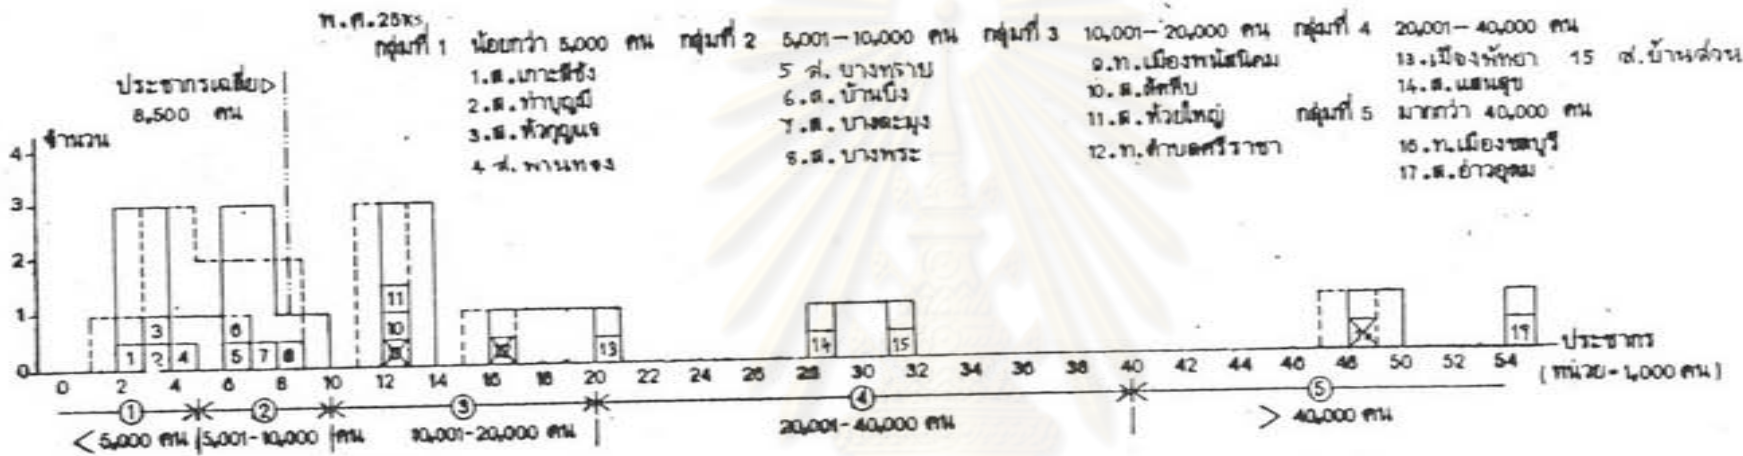 กลุ่มที่ 1 น้อยกว่า 5,000 คน กลุ่มที่ 2 5,001-10,000 คน กลุ่มที่ 3 10,001-20,000 คน กลุ่มที่ 4 20,001-40,000 คน
1.ส.เกาะสีชัง 5 ส. บางทราย 9.ท.เมืองพนัสนิคม 13.เมืองพัทยา 15 ส.บ้านสวน
2.ส.ท่าบุญมี 6.ส. บ้านบึง 10.ส.สัตหีบ 14.ส.แสนสุข
3.ส.หัวกุญแจ 7.ส. บางละมุง 11.ส.ห้วยใหญ่ กลุ่มที่ 5 มากกว่า 40,000 คน
4 ส. พานทอง 8.ส. บางพระ 12.ท.ตำบลศรีราชา 16.ท.เมืองชลบุรี
17.ส.อ่าวอุดม
ประชากรเฉลี่ย
8,500 คน
จำนวน
4
3
2
1
0
11
3 6 10
1 2 4 5 7 8 9 13 14 15
0 2 4 6 8 10 12 14 16 18 20 22 24 26 28 30 32 34 36 38 40 42 44 46 48 50 52 54
ประชากร
(หน่วย-1,000 คน)
1 2 3 4 5
< 5,000 คน 5,001-10,000 คน 10,001-20,000 คน 20,001-40,000 คน > 40,000 คน